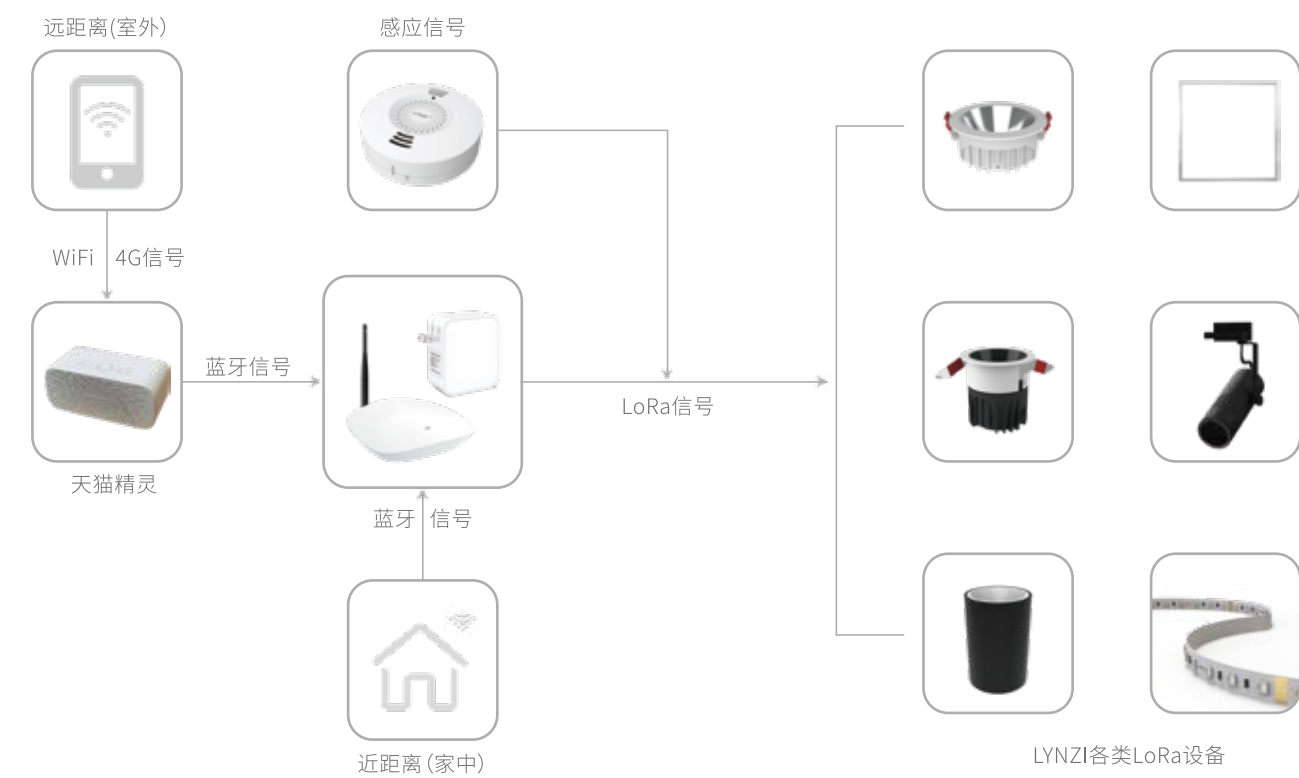 远距离(室外)
感应信号
WiFi 4G信号
蓝牙信号
LoRa信号
天猫精灵
蓝牙 信号
近距离(家中)
LYNZI各类LoRa设备